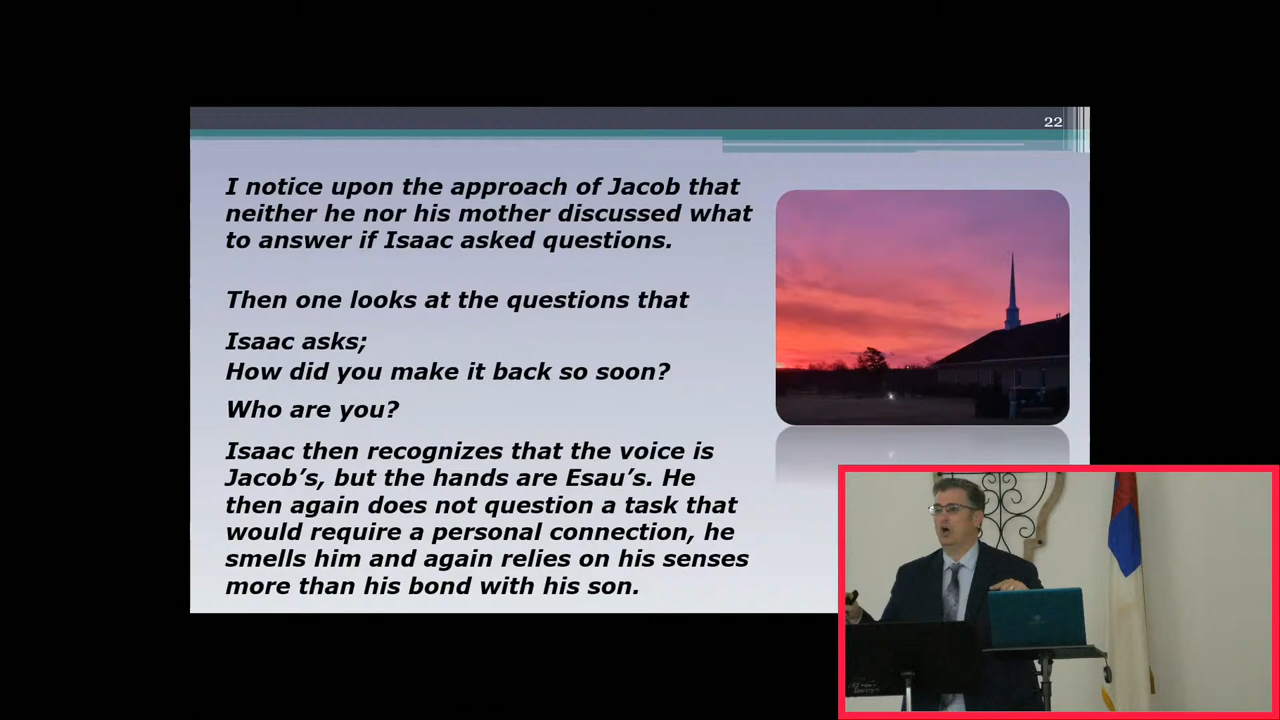 22
I notice upon the approach of Jacob that
neither he nor his mother discussed what
to answer if Isaac asked questions.
Then one looks at the questions that
Isaac asks;
How did you make it back so soon?
Who are you?
Isaac then recognizes that the voice is
Jacob’s, but the hands are Esau’s. He
then again does not question a task that
would require a personal connection, he
smells him and again relies on his senses
more than his bond with his son.